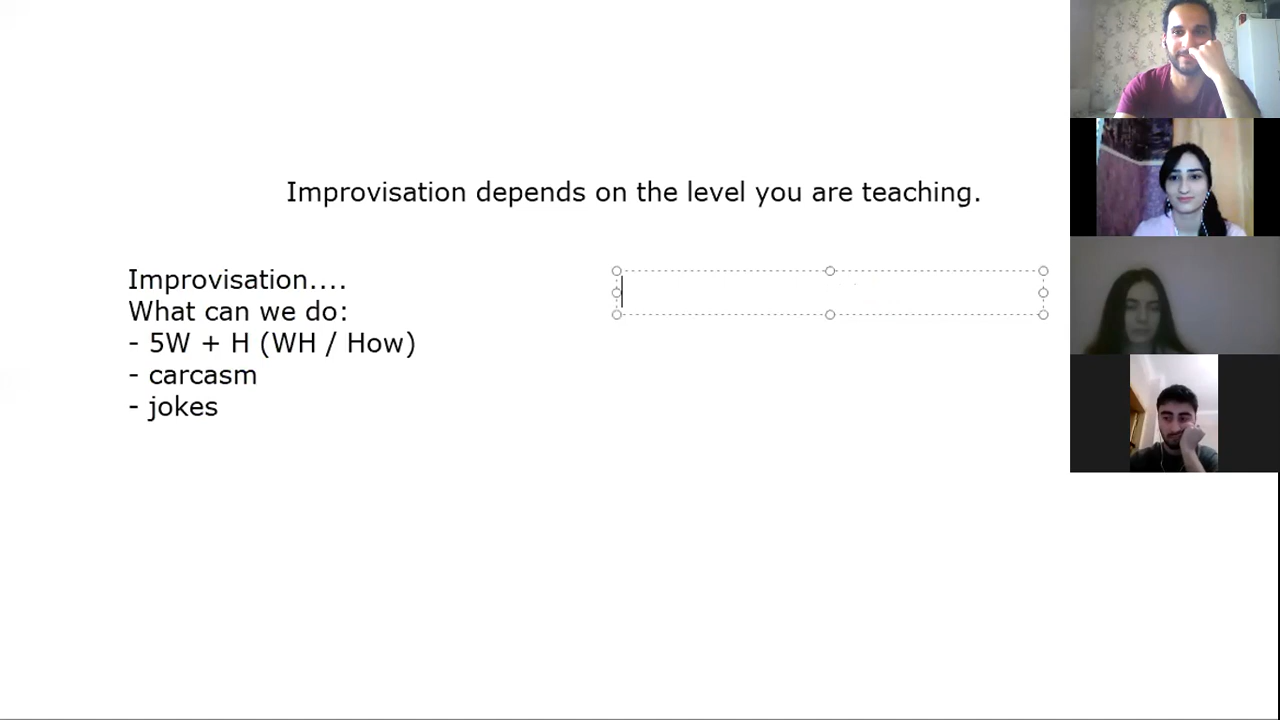 Improvisation depends on the level you are teaching.
Improvisation....
What can we do:
- 5W + H (WH / How)
- carcasm
- jokes